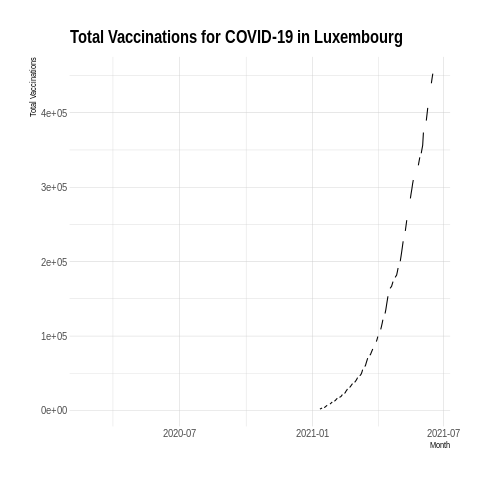 Total Vaccinations for COVID-19 in Luxembourg
Total Vaccinations
4e+05
3e+05
2e+05
1e+05
0e+00
2020-07 2021-01 2021-07
Month